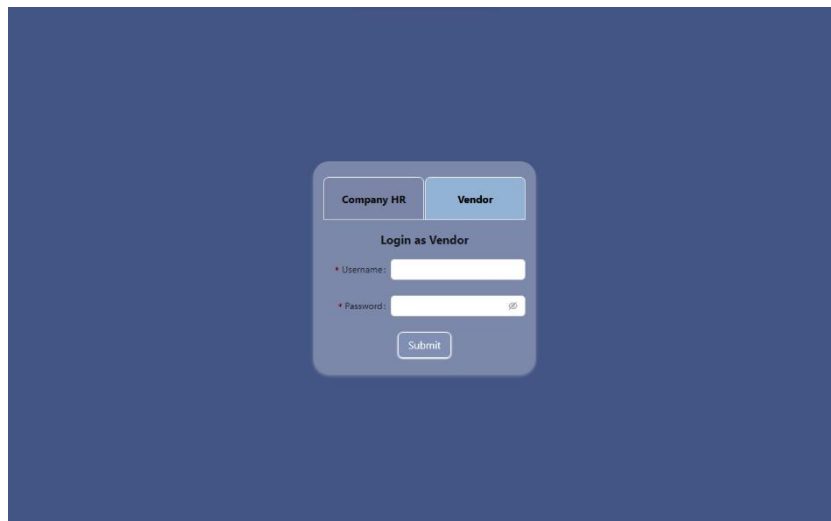 Company HR Vendor
Login as Vendor
* Username:
* Password:
Submit